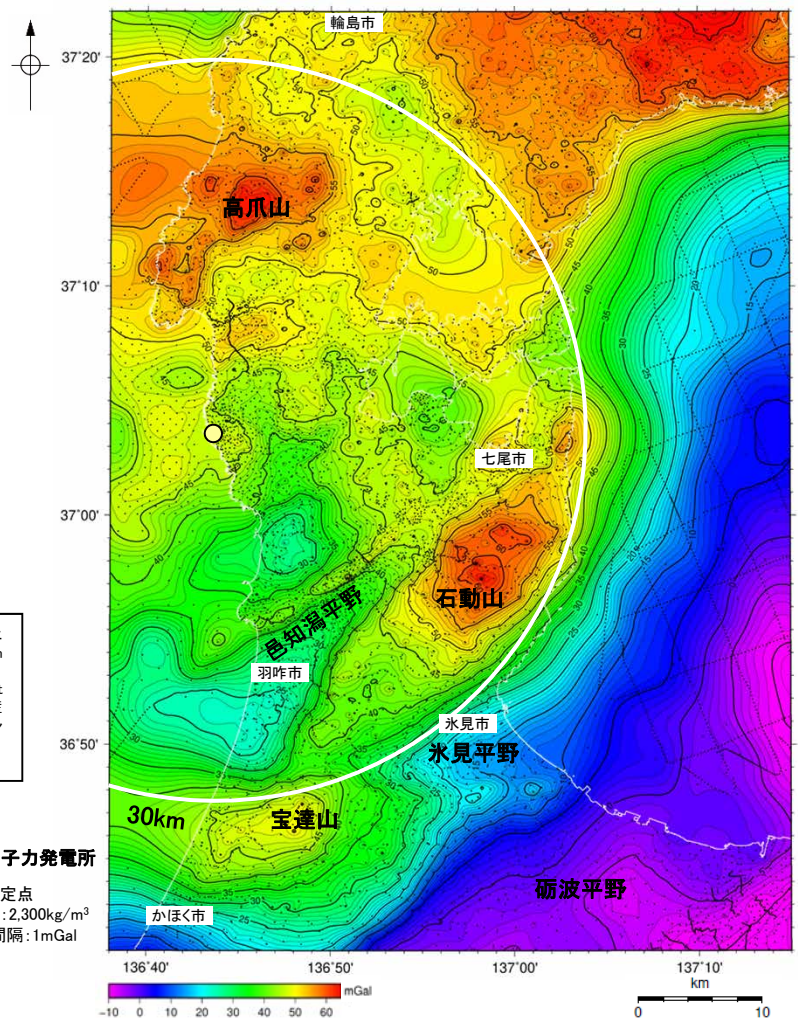 輪島市
37°20'
高爪山
37°10'
七尾市
37°00'
石動山
邑知潟平野
羽咋市
氷見市
36°50'
氷見平野
30km
宝達山
子力発電所
砺波平野
定点
:2,300kg/m³
間隔:1mGal
かほく市
136°40'
136°50'
137°00'
137°10'
km
mGal
-10 0 10 20 30 40 50 60
0 10